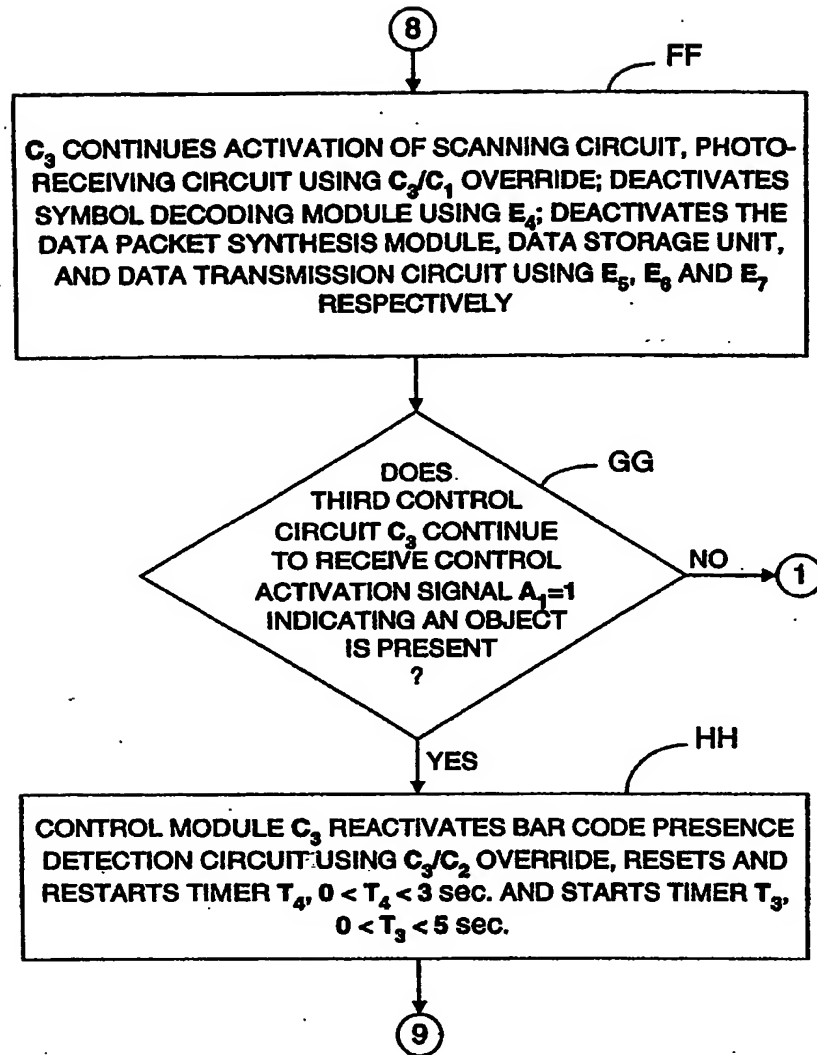 8
FF
C₃ CONTINUES ACTIVATION OF SCANNING CIRCUIT, PHOTO-
RECEIVING CIRCUIT USING C₃/C₁ OVERRIDE; DEACTIVATES
SYMBOL DECODING MODULE USING E₄; DEACTIVATES THE
DATA PACKET SYNTHESIS MODULE, DATA STORAGE UNIT,
AND DATA TRANSMISSION CIRCUIT USING E₅, E₆ AND E₇
RESPECTIVELY
GG
DOES
THIRD CONTROL
CIRCUIT C₃ CONTINUE
TO RECEIVE CONTROL
ACTIVATION SIGNAL A₁=1
INDICATING AN OBJECT
IS PRESENT
?
NO
1
YES
HH
CONTROL MODULE C₃ REACTIVATES BAR CODE PRESENCE
DETECTION CIRCUIT USING C₃/C₂ OVERRIDE, RESETS AND
RESTARTS TIMER T₄, 0 < T₄ < 3 sec. AND STARTS TIMER T₃,
0 < T₃ < 5 sec.
9